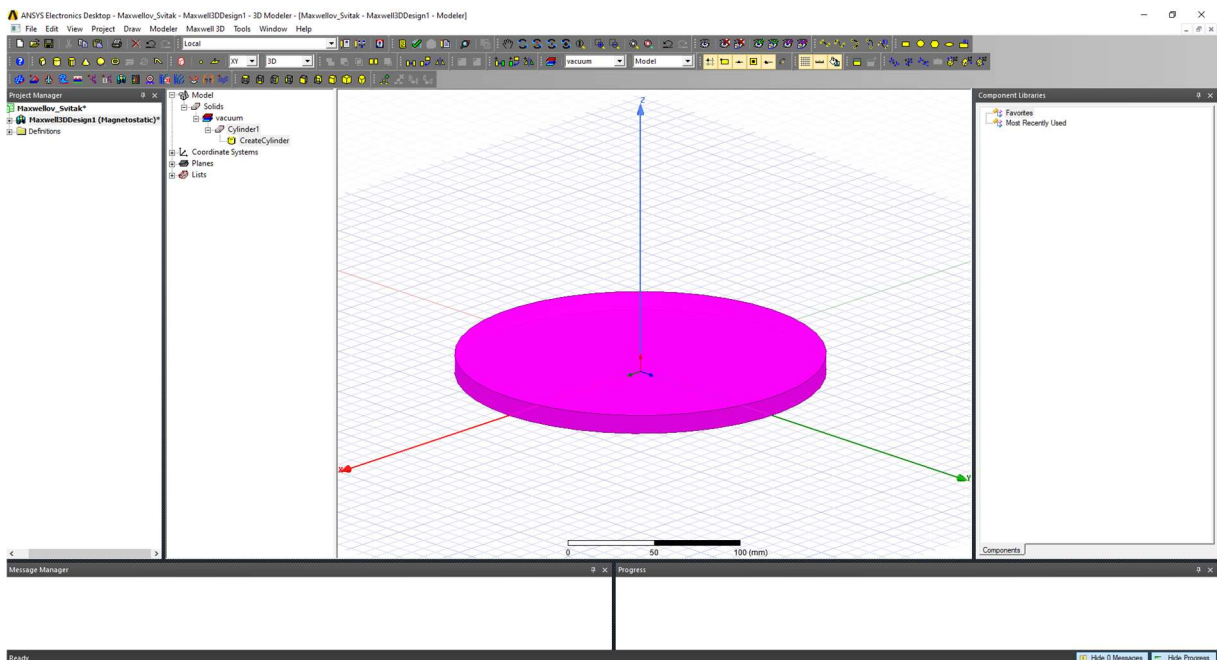 ANSYS Electronics Desktop - Maxwellov_Svitak - Maxwell3DDesign1 - 3D Modeler - [Maxwellov_Svitak - Maxwell3DDesign1 - Modeler]
File Edit View Project Draw Modeler Maxwell 3D Tools Window Help
Local
XY 3D vacuum Model
Project Manager
Maxwellov_Svitak*
Maxwell3DDesign1 (Magnetostatic)*
Definitions
Model
Solids
vacuum
Cylinder1
CreateCylinder
Coordinate Systems
Planes
Lists
Z
X
Y
0 50 100 (mm)
Component Libraries
Favorites
Most Recently Used
Components
Message Manager
Progress
Ready
Hide 0 Messages Hide Progress